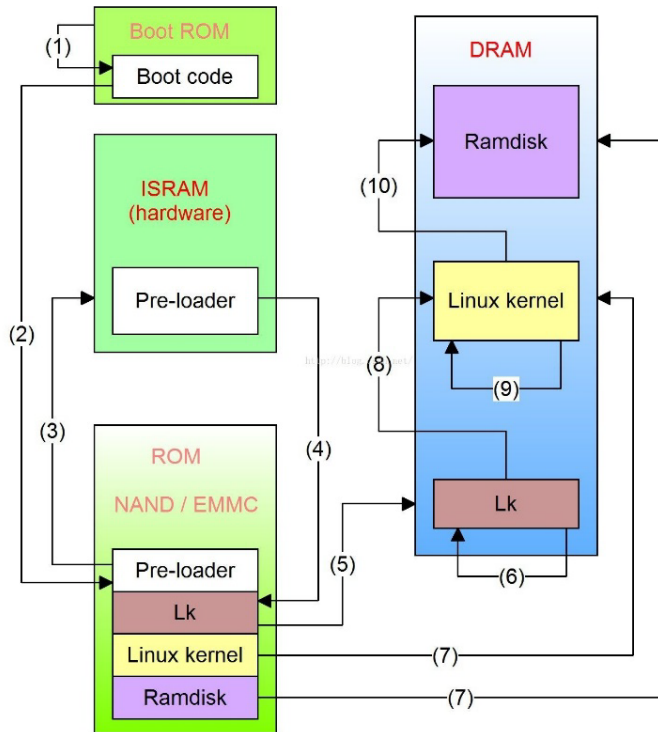 Boot ROM
(1)
Boot code
DRAM
Ramdisk
ISRAM
(hardware)
(10)
Pre-loader
Linux kernel
(2)
(8)
(9)
(3)
(4)
ROM
NAND / EMMC
Lk
(5)
(6)
Pre-loader
Lk
Linux kernel
(7)
Ramdisk
(7)